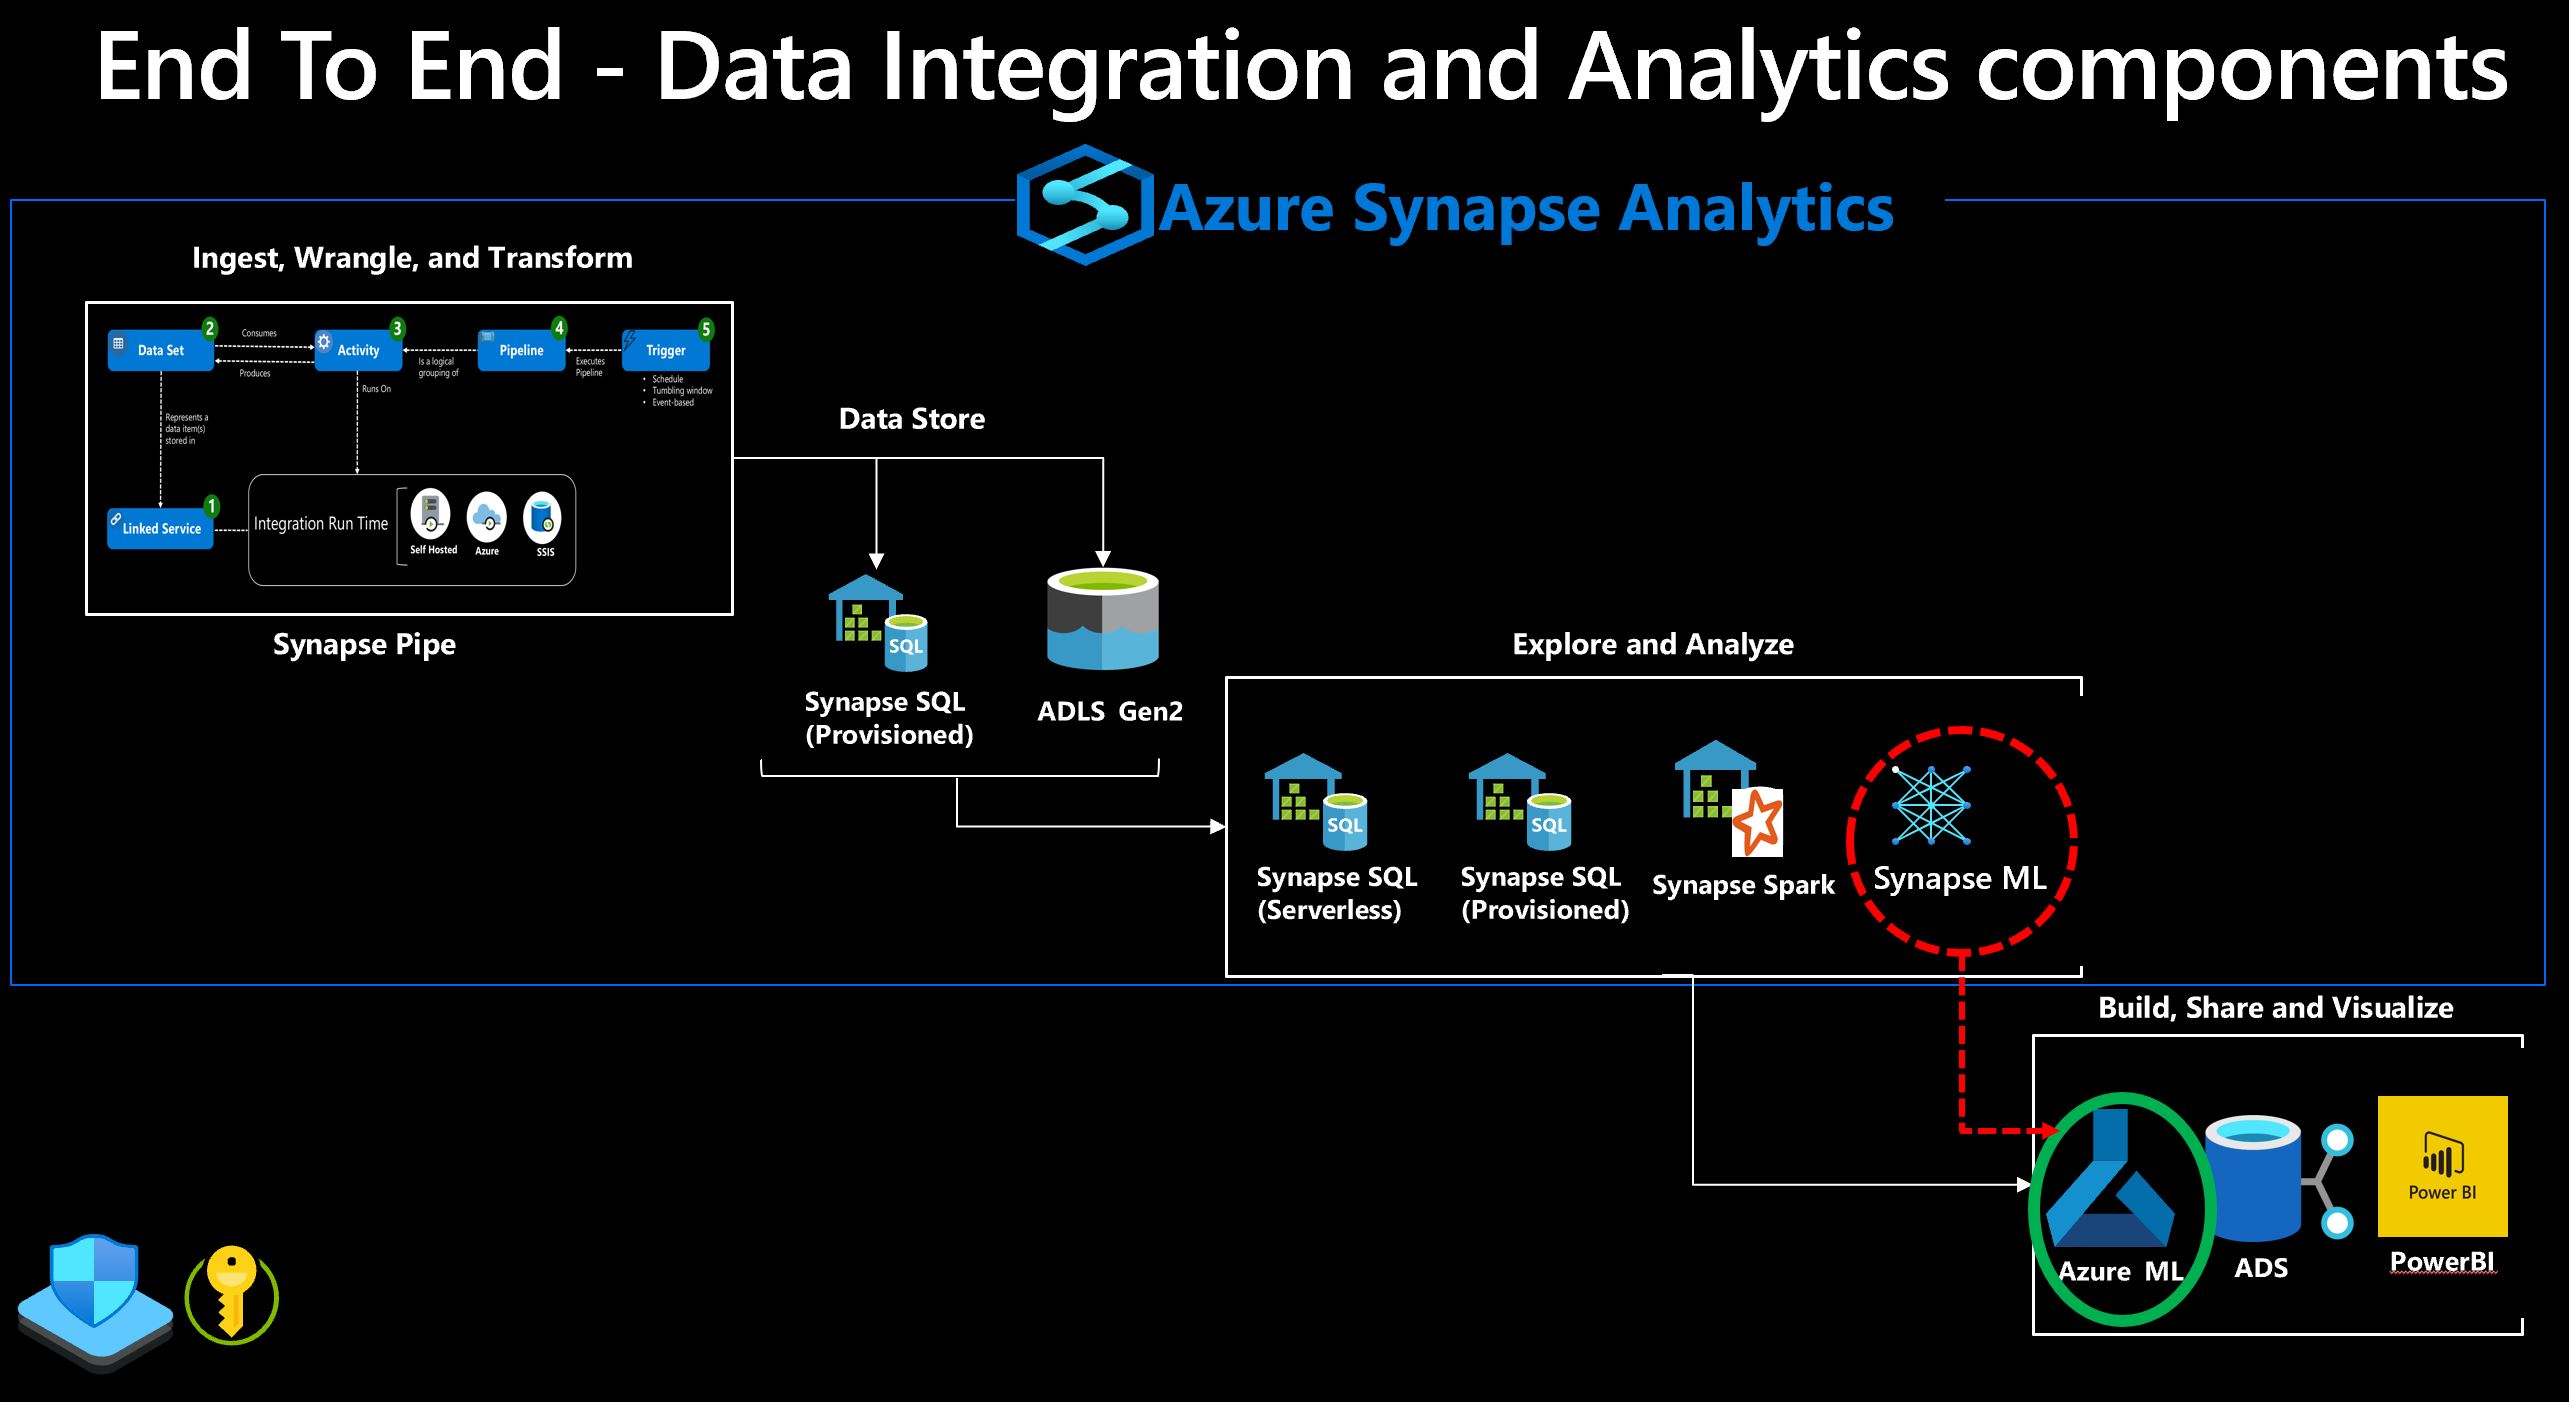 End To End - Data Integration and Analytics components
Azure Synapse Analytics
Ingest, Wrangle, and Transform
2
Data Set
Consumes
Produces
3
Activity
Is a logical
grouping of
4
Pipeline
Executes
Pipeline
5
Trigger
• Schedule
• Tumbling window
• Event-based
Runs On
Represents a
data item(s)
stored in
1
Linked Service
Integration Run Time
Self Hosted
Azure
SSIS
Synapse Pipe
Data Store
SQL
Synapse SQL
(Provisioned)
ADLS Gen2
Explore and Analyze
SQL
Synapse SQL
(Serverless)
SQL
Synapse SQL
(Provisioned)
Synapse Spark
Synapse ML
Build, Share and Visualize
Azure ML
ADS
Power BI
PowerBI